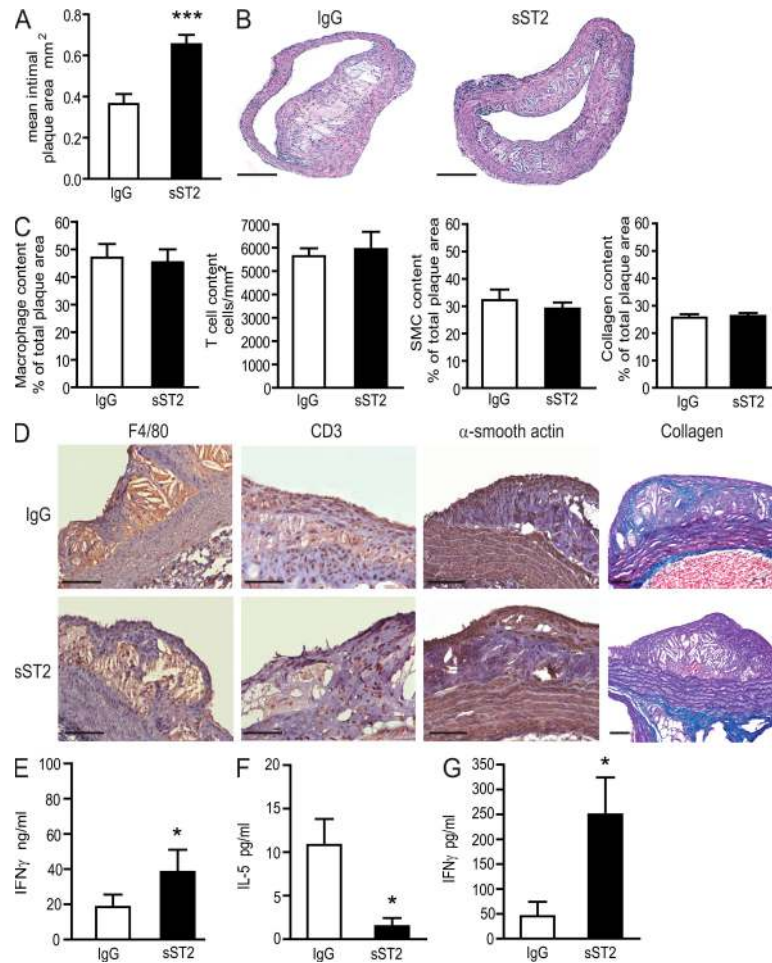 A
mean intimal
plaque area mm²
0.8
0.6
0.4
0.2
0.0
***
IgG
sST2
B
IgG
sST2
C
Macrophage content
% of total plaque area
60
50
40
30
20
10
0
IgG
sST2
T cell content
cells/mm²
8000
7000
6000
5000
4000
3000
2000
1000
0
IgG
sST2
SMC content
% of total plaque area
60
50
40
30
20
10
0
IgG
sST2
Collagen content
% of total plaque area
60
50
40
30
20
10
0
IgG
sST2
D
F4/80
CD3
α-smooth actin
Collagen
IgG
sST2
E
IFNγ ng/ml
100
80
60
40
20
0
*
IgG
sST2
F
IL-5 pg/ml
20
15
10
5
0
*
IgG
sST2
G
IFNγ pg/ml
350
300
250
200
150
100
50
0
*
IgG
sST2